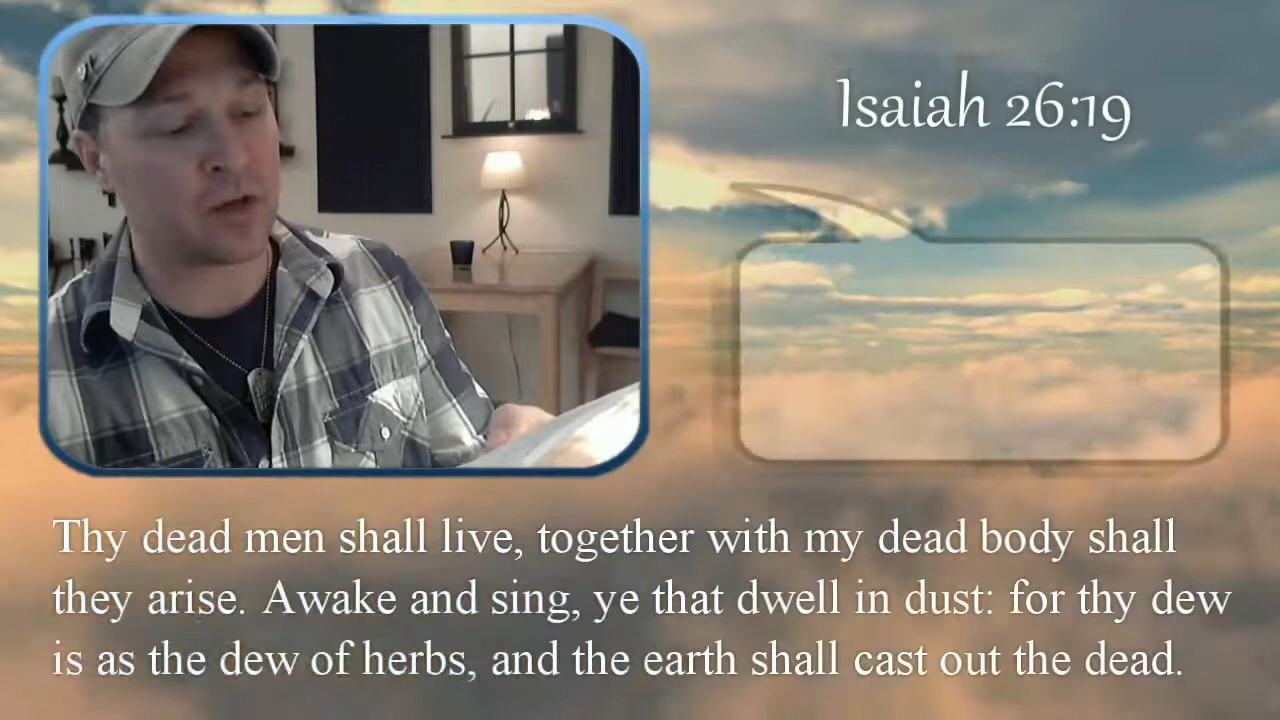 Isaiah 26:19
Thy dead men shall live, together with my dead body shall
they arise. Awake and sing, ye that dwell in dust: for thy dew
is as the dew of herbs, and the earth shall cast out the dead.